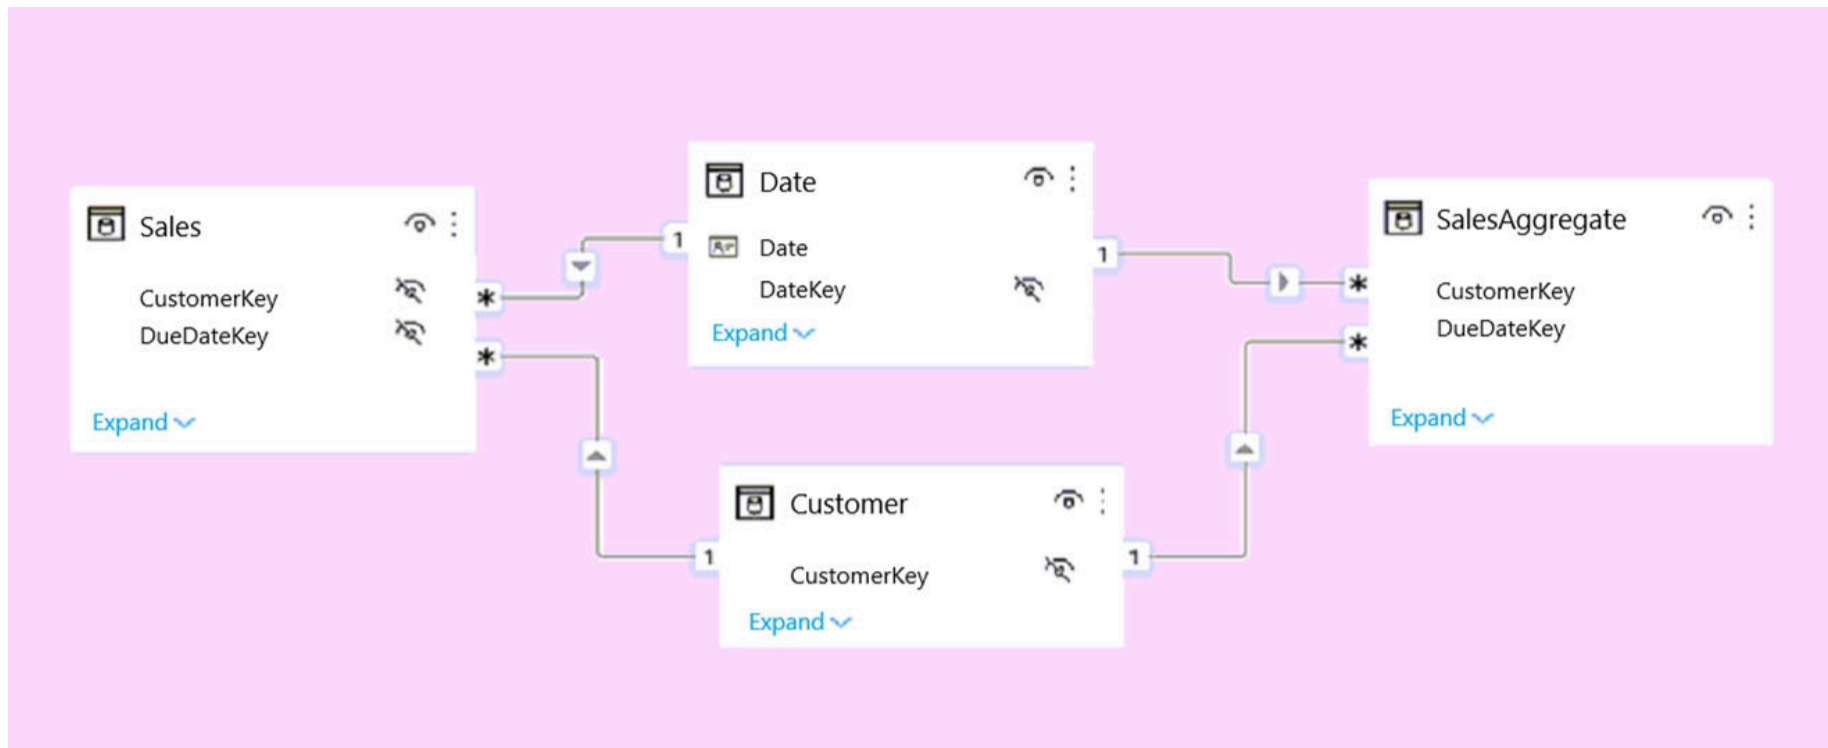 Sales
CustomerKey
DueDateKey
Expand
*
*
1
Date
Date
DateKey
Expand
1
1
Customer
CustomerKey
Expand
1
*
*
SalesAggregate
CustomerKey
DueDateKey
Expand